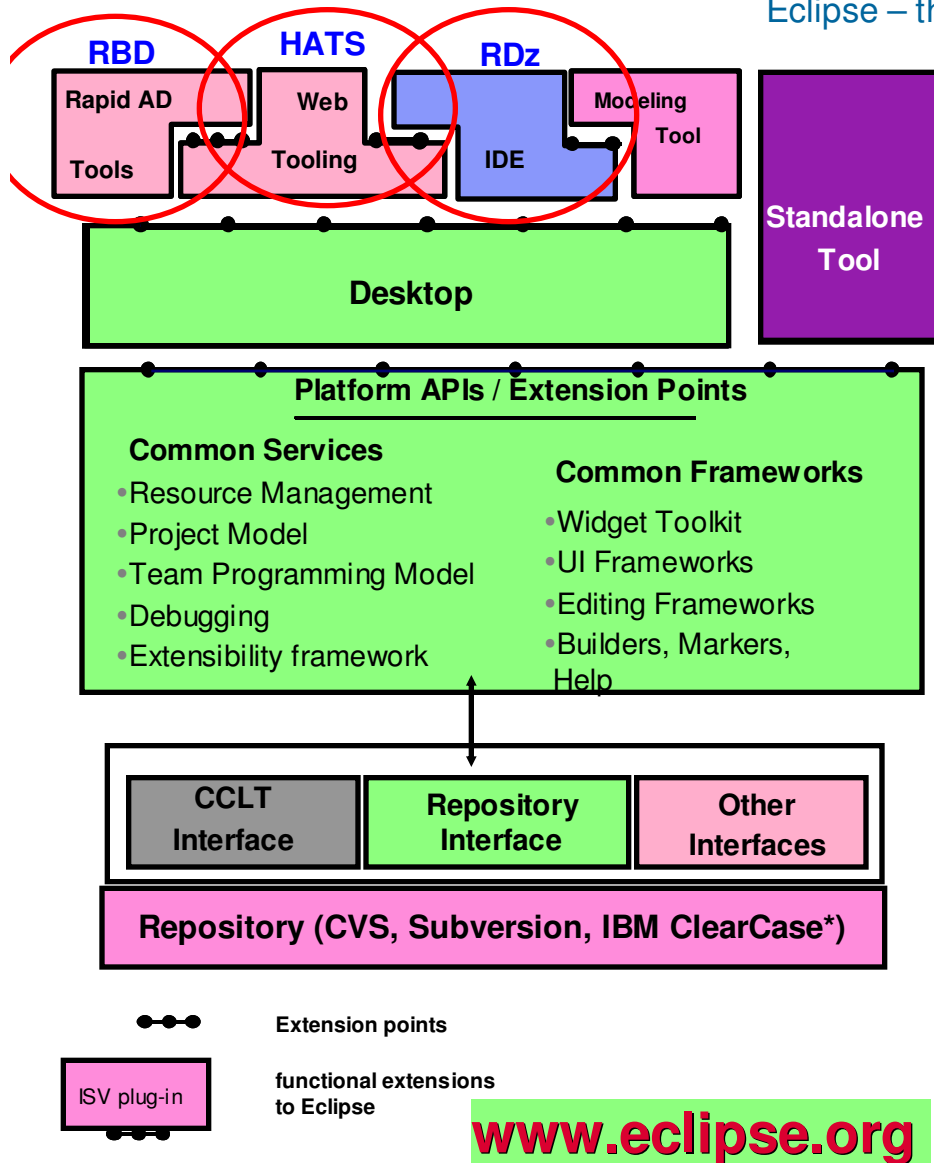 Eclipse – th
RBD
HATS
RDz
Rapid AD
Tools
Web
Tooling
IDE
Modeling
Tool
Standalone
Tool
Desktop
Platform APIs / Extension Points
Common Services
•Resource Management
•Project Model
•Team Programming Model
•Debugging
•Extensibility framework
Common Frameworks
•Widget Toolkit
•UI Frameworks
•Editing Frameworks
•Builders, Markers,
Help
CCLT
Interface
Repository
Interface
Other
Interfaces
Repository (CVS, Subversion, IBM ClearCase*)
Extension points
ISV plug-in
functional extensions
to Eclipse
www.eclipse.org